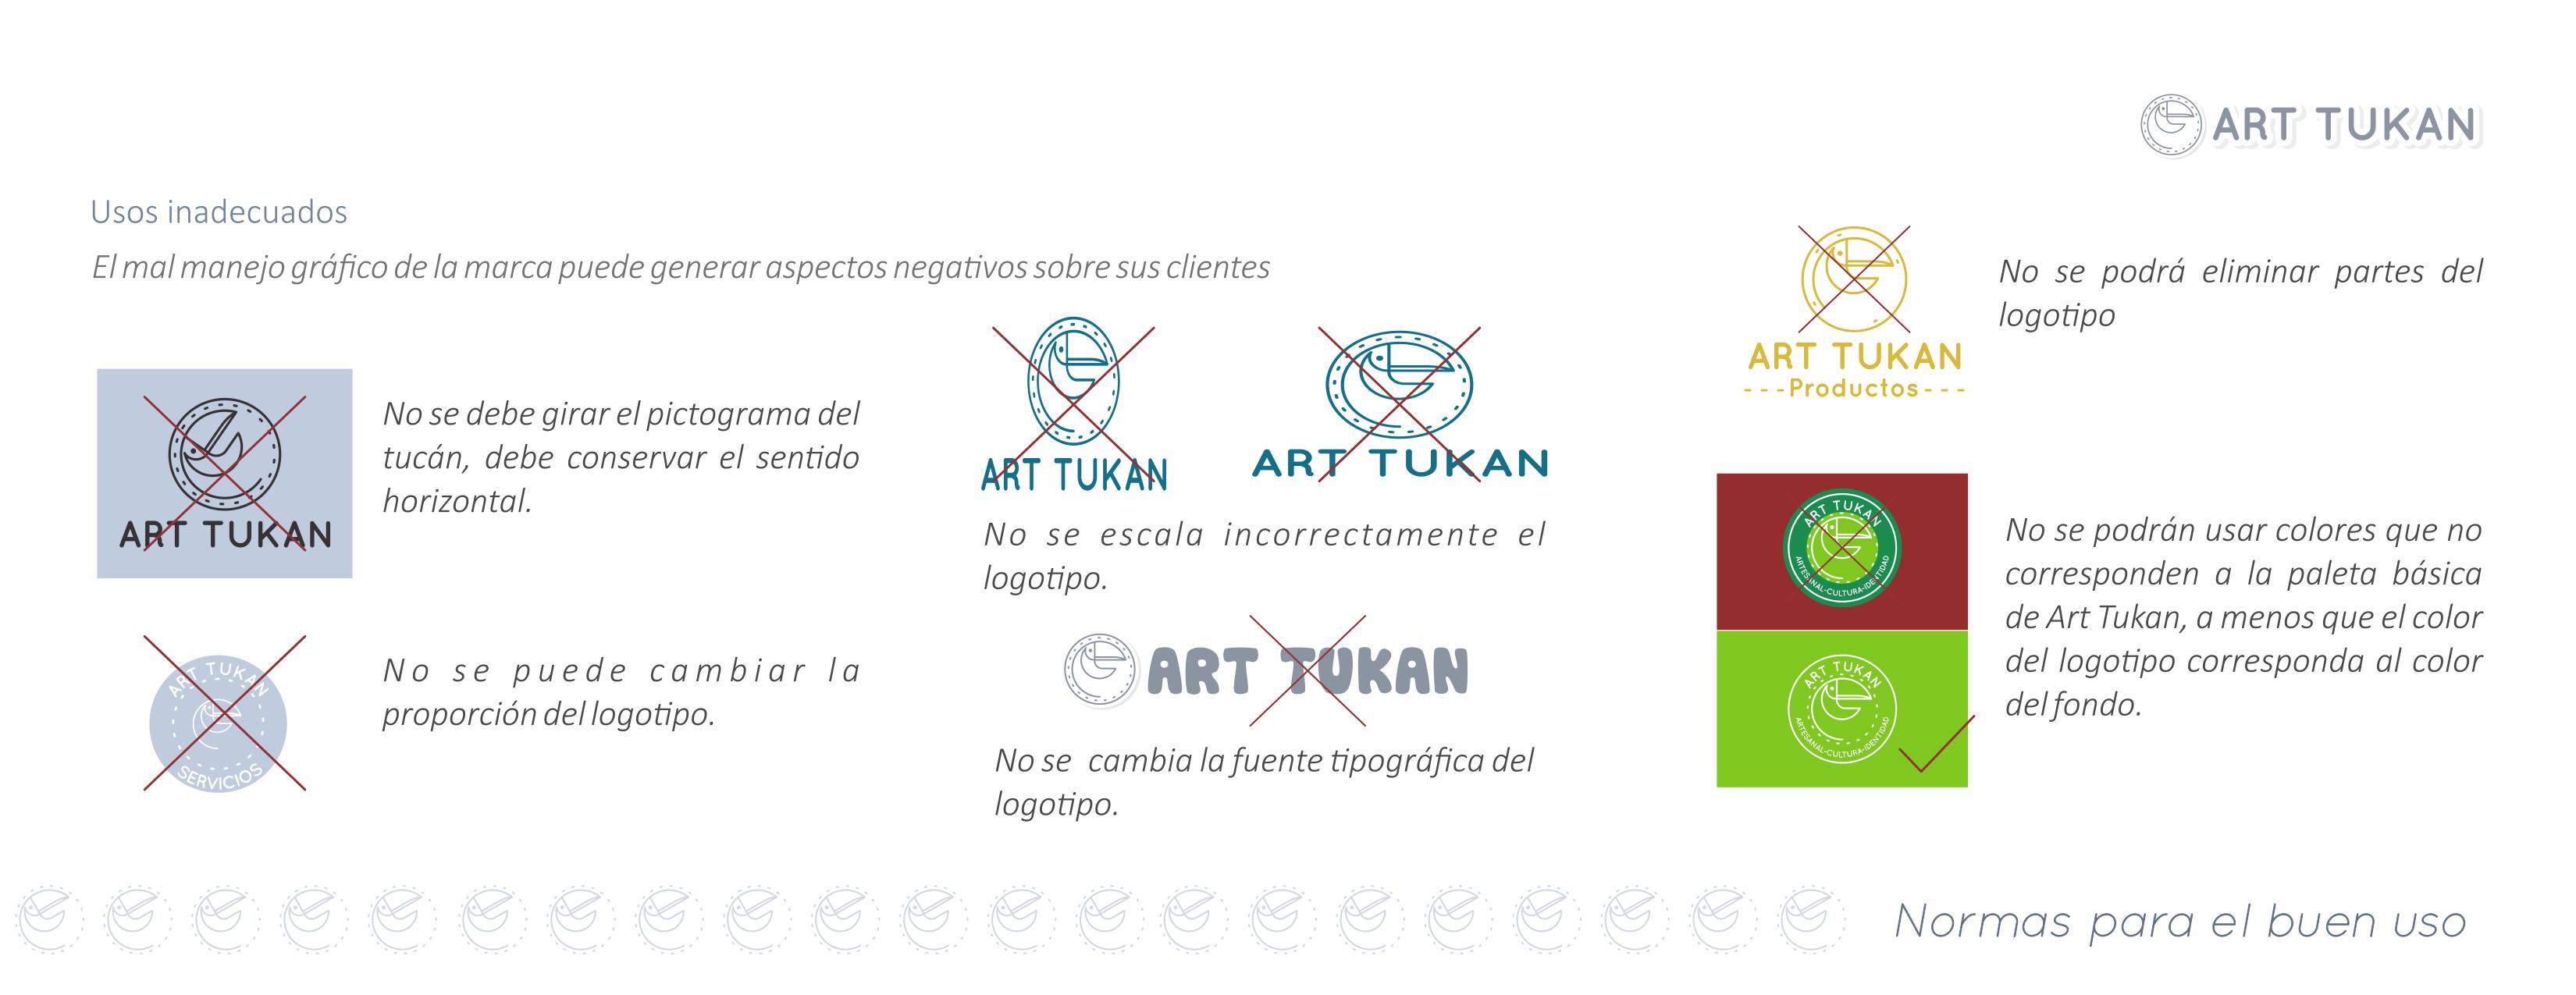 ART TUKAN
Usos inadecuados
El mal manejo gráfico de la marca puede generar aspectos negativos sobre sus clientes
ART TUKAN
No se debe girar el pictograma del
tucán, debe conservar el sentido
horizontal.
ART TUKAN
SERVICIOS
No se puede cambiar la
proporción del logotipo.
ART TUKAN
ART TUKAN
No se escala incorrectamente el
logotipo.
ART TUKAN
No se cambia la fuente tipográfica del
logotipo.
ART TUKAN
---Productos---
No se podrá eliminar partes del
logotipo
ART TUKAN
ARTESANAL-CULTURA-IDENTIDAD
ART TUKAN
ARTESANAL-CULTURA-IDENTIDAD
No se podrán usar colores que no
corresponden a la paleta básica
de Art Tukan, a menos que el color
del logotipo corresponda al color
del fondo.
Normas para el buen uso